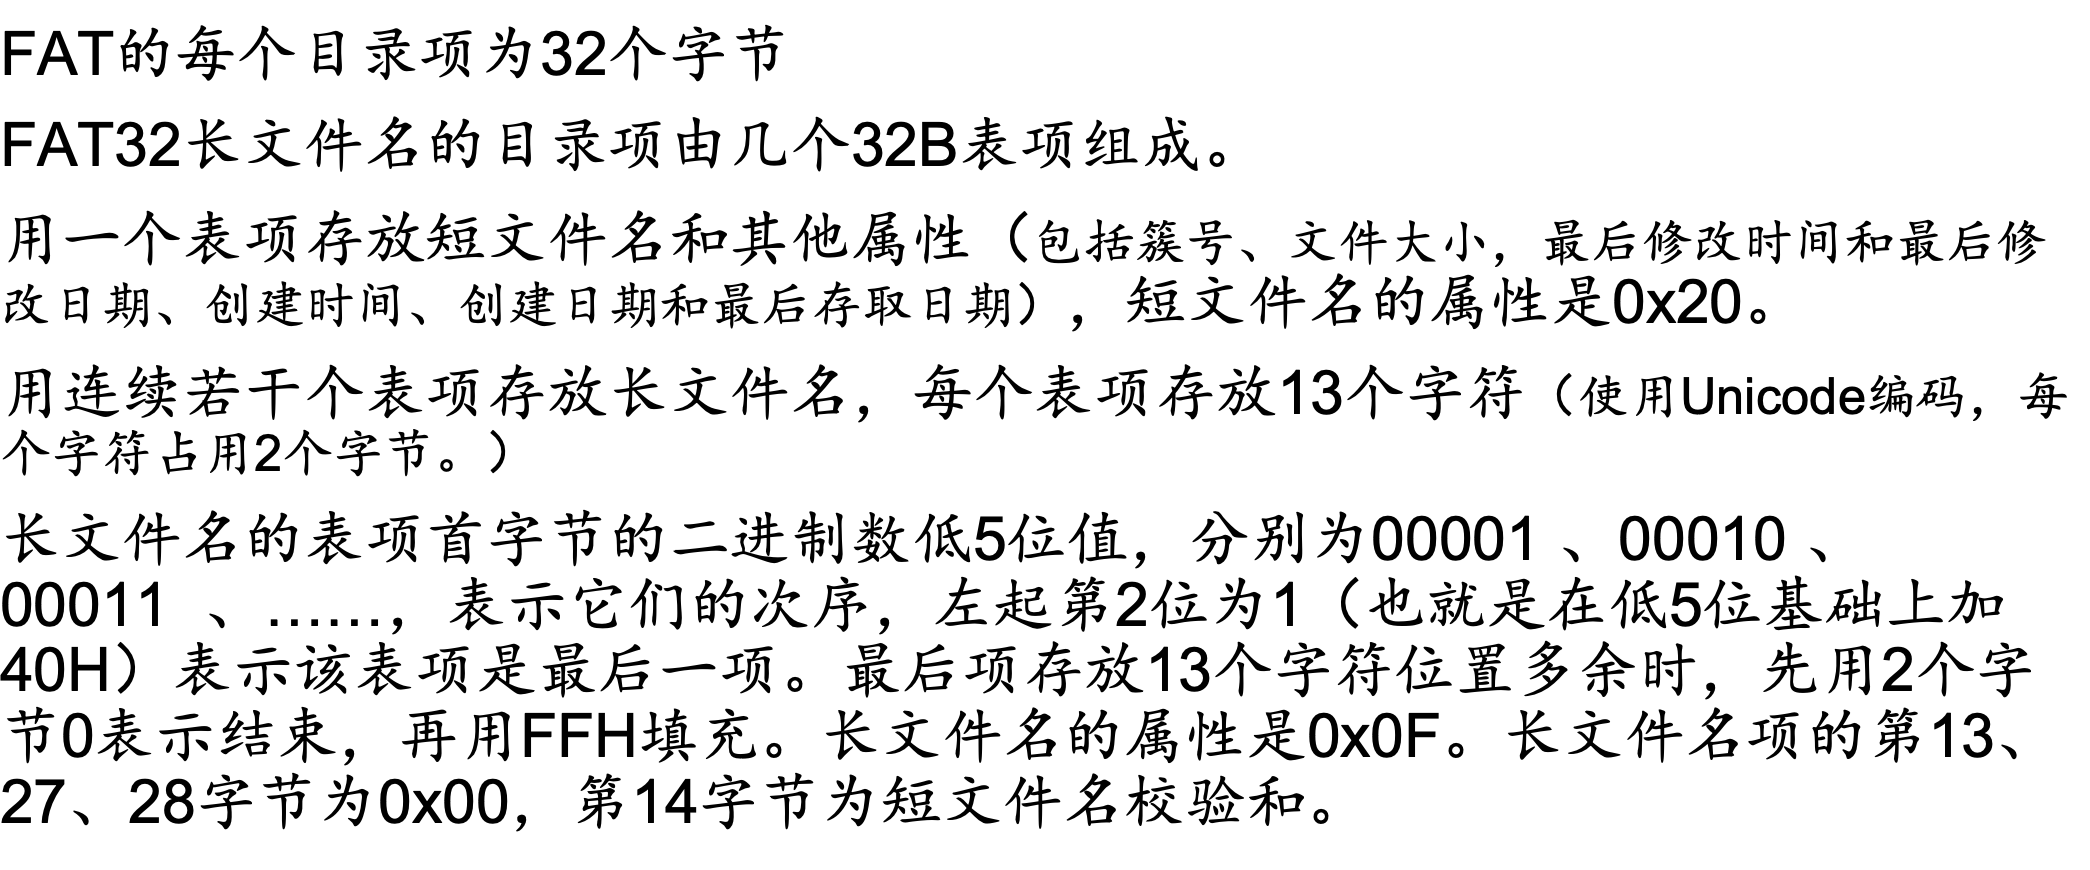 FAT的每个目录项为32个字节
FAT32长文件名的目录项由几个32B表项组成。
用一个表项存放短文件名和其他属性（包括簇号、文件大小，最后修改时间和最后修
改日期、创建时间、创建日期和最后存取日期），短文件名的属性是0x20。
用连续若干个表项存放长文件名，每个表项存放13个字符（使用Unicode编码，每
个字符占用2个字节。）
长文件名的表项首字节的二进制数低5位值，分别为00001 、00010 、
00011 、……，表示它们的次序，左起第2位为1（也就是在低5位基础上加
40H）表示该表项是最后一项。最后项存放13个字符位置多余时，先用2个字
节0表示结束，再用FFH填充。长文件名的属性是0x0F。长文件名项的第13、
27、28字节为0x00，第14字节为短文件名校验和。